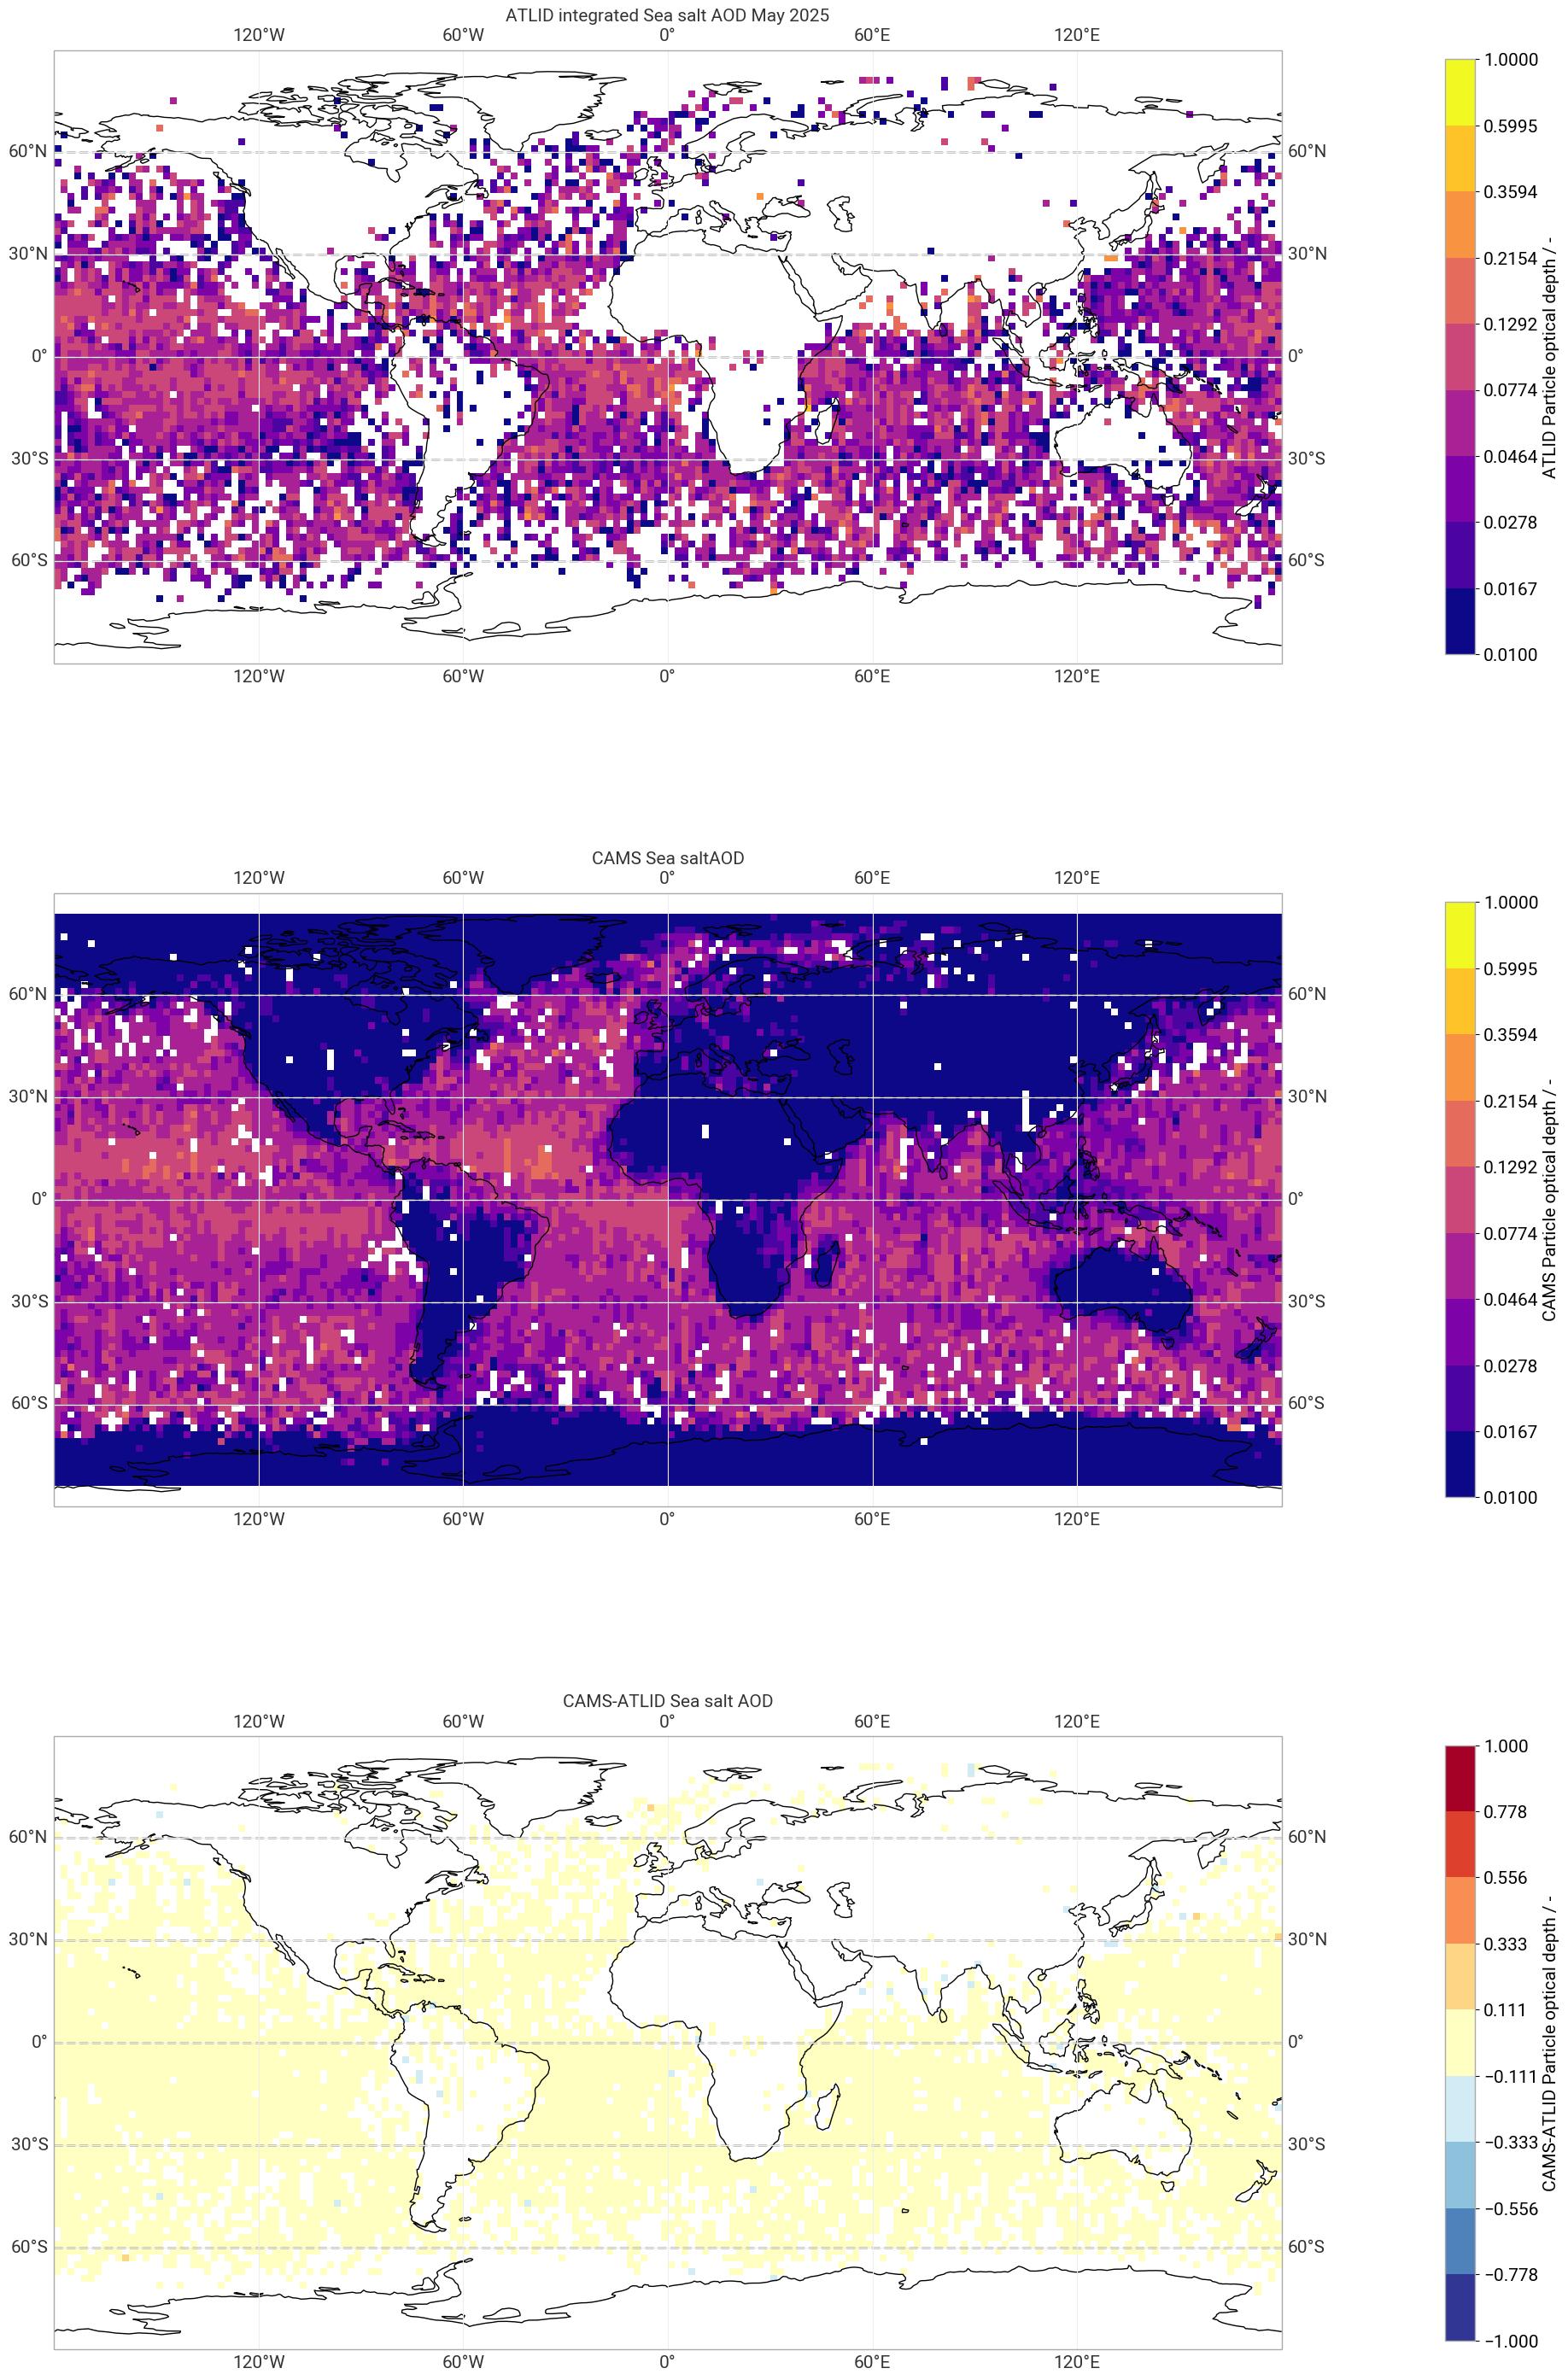 ATLID integrated Sea salt AOD May 2025
120°W 60°W 0° 60°E 120°E
60°N 60°N
30°N 30°N
0° 0°
30°S 30°S
60°S 60°S
120°W 60°W 0° 60°E 120°E
1.0000
0.5995
0.3594
0.2154
0.1292
0.0774
0.0464
0.0278
0.0167
0.0100
ATLID Particle optical depth / -
CAMS Sea saltAOD
120°W 60°W 0° 60°E 120°E
60°N 60°N
30°N 30°N
0° 0°
30°S 30°S
60°S 60°S
120°W 60°W 0° 60°E 120°E
1.0000
0.5995
0.3594
0.2154
0.1292
0.0774
0.0464
0.0278
0.0167
0.0100
CAMS Particle optical depth / -
CAMS-ATLID Sea salt AOD
120°W 60°W 0° 60°E 120°E
60°N 60°N
30°N 30°N
0° 0°
30°S 30°S
60°S 60°S
120°W 60°W 0° 60°E 120°E
1.000
0.778
0.556
0.333
0.111
−0.111
−0.333
−0.556
−0.778
−1.000
CAMS-ATLID Particle optical depth / -